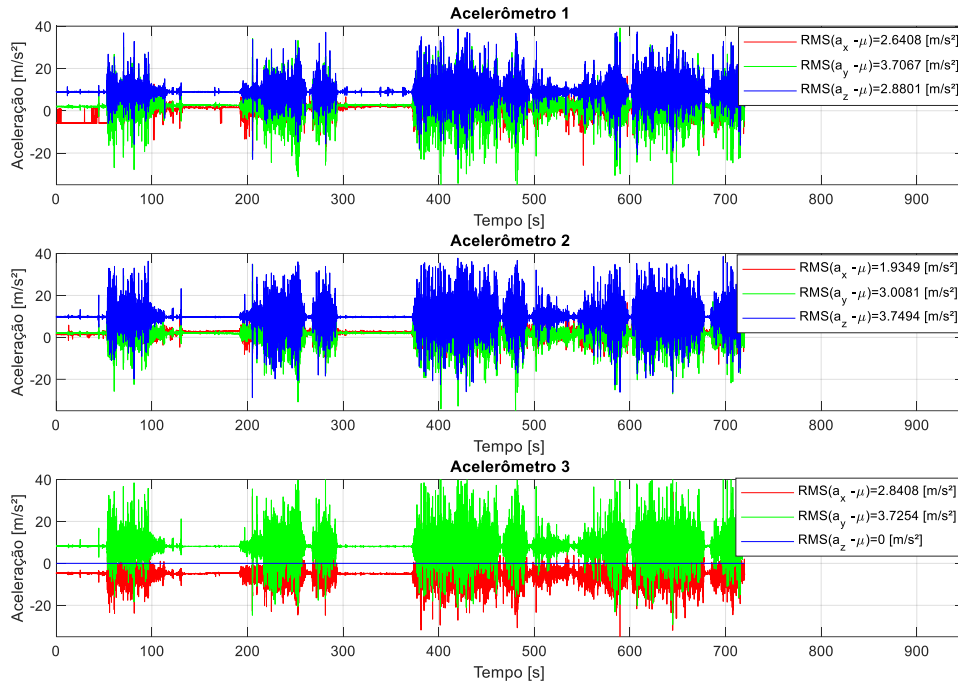 Acelerômetro 1
Aceleração [m/s²]
40
20
0
-20
RMS(a_x -μ)=2.6408 [m/s²]
RMS(a_y -μ)=3.7067 [m/s²]
RMS(a_z -μ)=2.8801 [m/s²]
0 100 200 300 400 500 600 700 800 900
Tempo [s]
Acelerômetro 2
Aceleração [m/s²]
40
20
0
-20
RMS(a_x -μ)=1.9349 [m/s²]
RMS(a_y -μ)=3.0081 [m/s²]
RMS(a_z -μ)=3.7494 [m/s²]
0 100 200 300 400 500 600 700 800 900
Tempo [s]
Acelerômetro 3
Aceleração [m/s²]
40
20
0
-20
RMS(a_x -μ)=2.8408 [m/s²]
RMS(a_y -μ)=3.7254 [m/s²]
RMS(a_z -μ)=0 [m/s²]
0 100 200 300 400 500 600 700 800 900
Tempo [s]